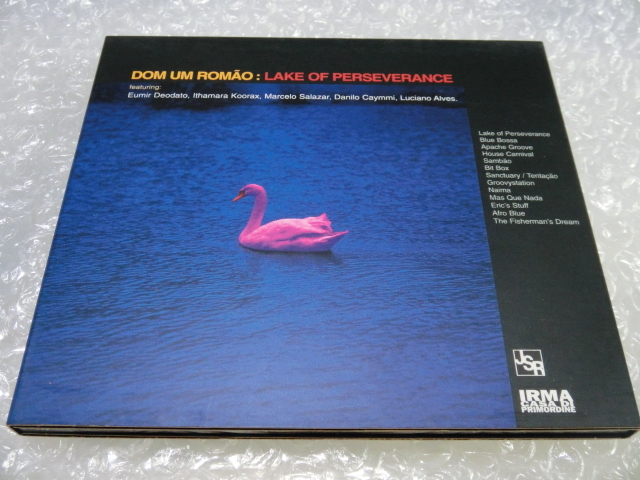 DOM UM ROMÃO : LAKE OF PERSEVERANCE
featuring:
Eumir Deodato, Ithamara Koorax, Marcelo Salazar, Danilo Caymmi, Luciano Alves.
Lake of Perseverance
Blue Bossa
Apache Groove
House Carnival
Sambão
Bit Box
Sanctuary / Tentação
Groovystation
Naima
Mas Que Nada
Eric's Stuff
Afro Blue
The Fisherman's Dream
JSR
IRMA
CASA DI
PRIMORDINE